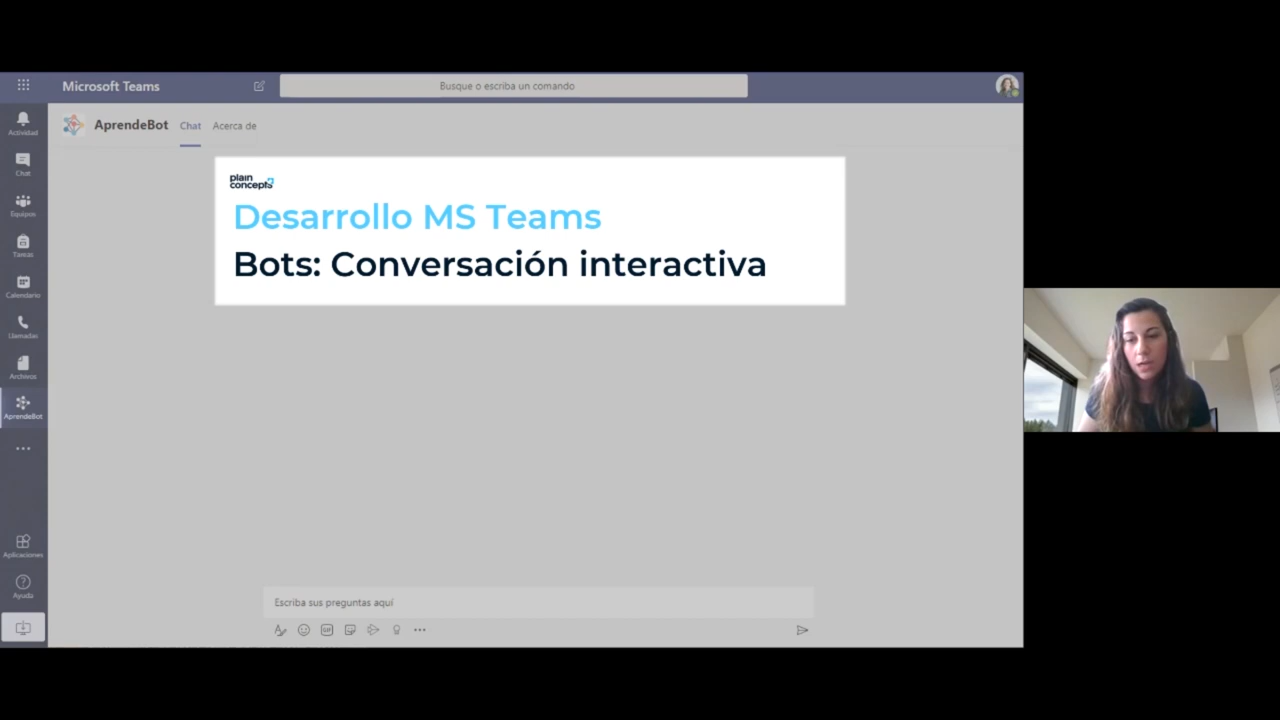 Microsoft Teams
Busque o escriba un comando
Actividad
AprendeBot
Chat
Acerca de
Chat
plain
concepts
Desarrollo MS Teams
Bots: Conversación interactiva
Equipos
Tareas
Calendario
Llamadas
Archivos
AprendeBot
Aplicaciones
Ayuda
Escriba sus preguntas aquí
GIF